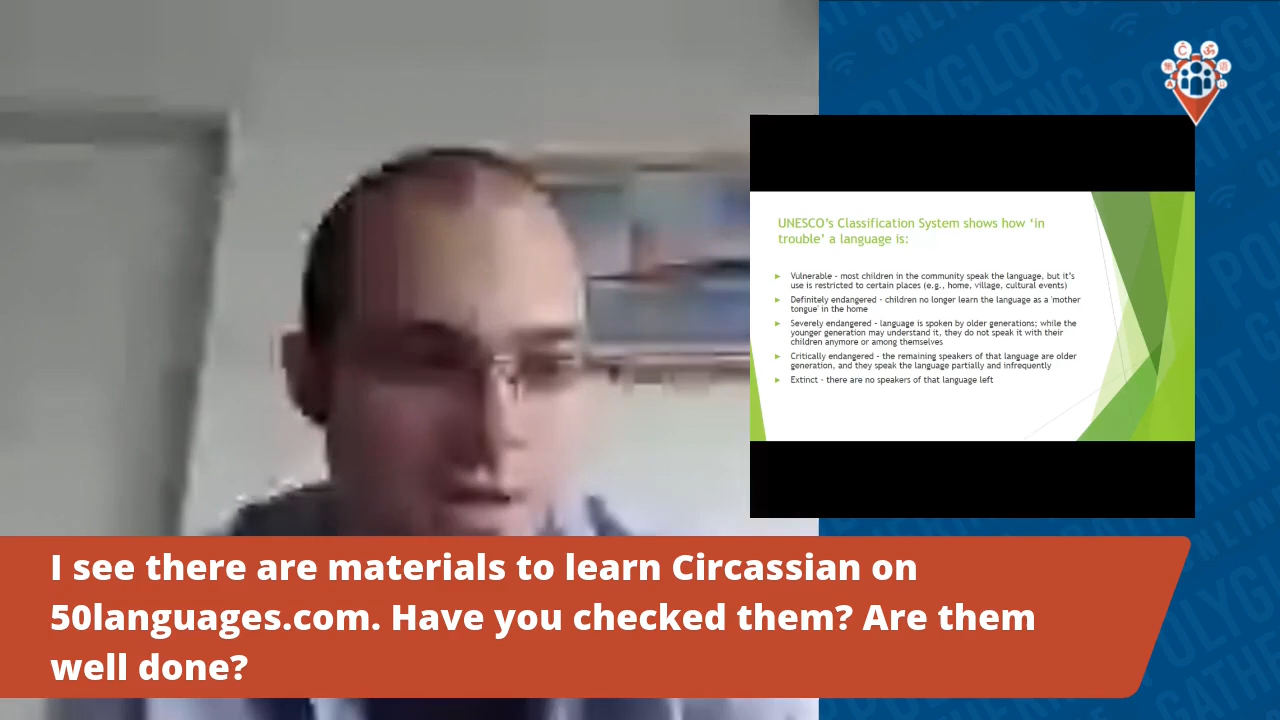 UNESCO's Classification System shows how 'in
trouble' a language is:
Vulnerable - most children in the community speak the language, but it's
use is restricted to certain places (e.g., home, village, cultural events)
Definitely endangered - children no longer learn the language as a 'mother
tongue' in the home
Severely endangered - language is spoken by older generations; while the
younger generation may understand it, they do not speak it with their
children anymore or among themselves
Critically endangered - the remaining speakers of that language are older
generation, and they speak the language partially and infrequently
Extinct - there are no speakers of that language left
I see there are materials to learn Circassian on
50languages.com. Have you checked them? Are them
well done?